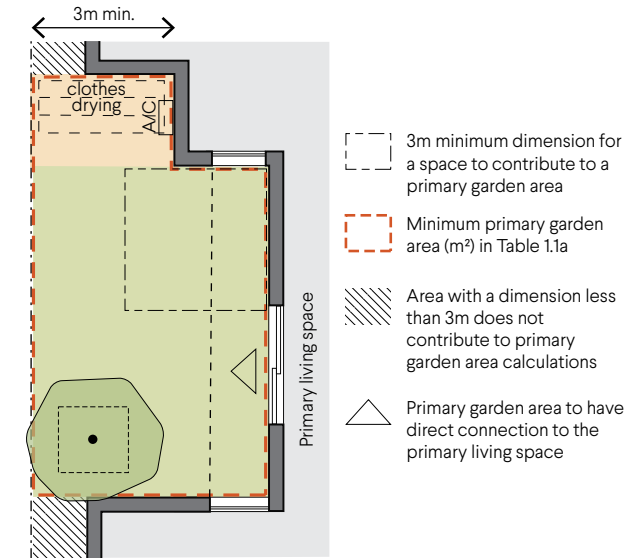 3m min.
clothes
drying
A/C
Primary living space
3m minimum dimension for
a space to contribute to a
primary garden area
Minimum primary garden
area (m²) in Table 1.1a
Area with a dimension less
than 3m does not
contribute to primary
garden area calculations
Primary garden area to have
direct connection to the
primary living space